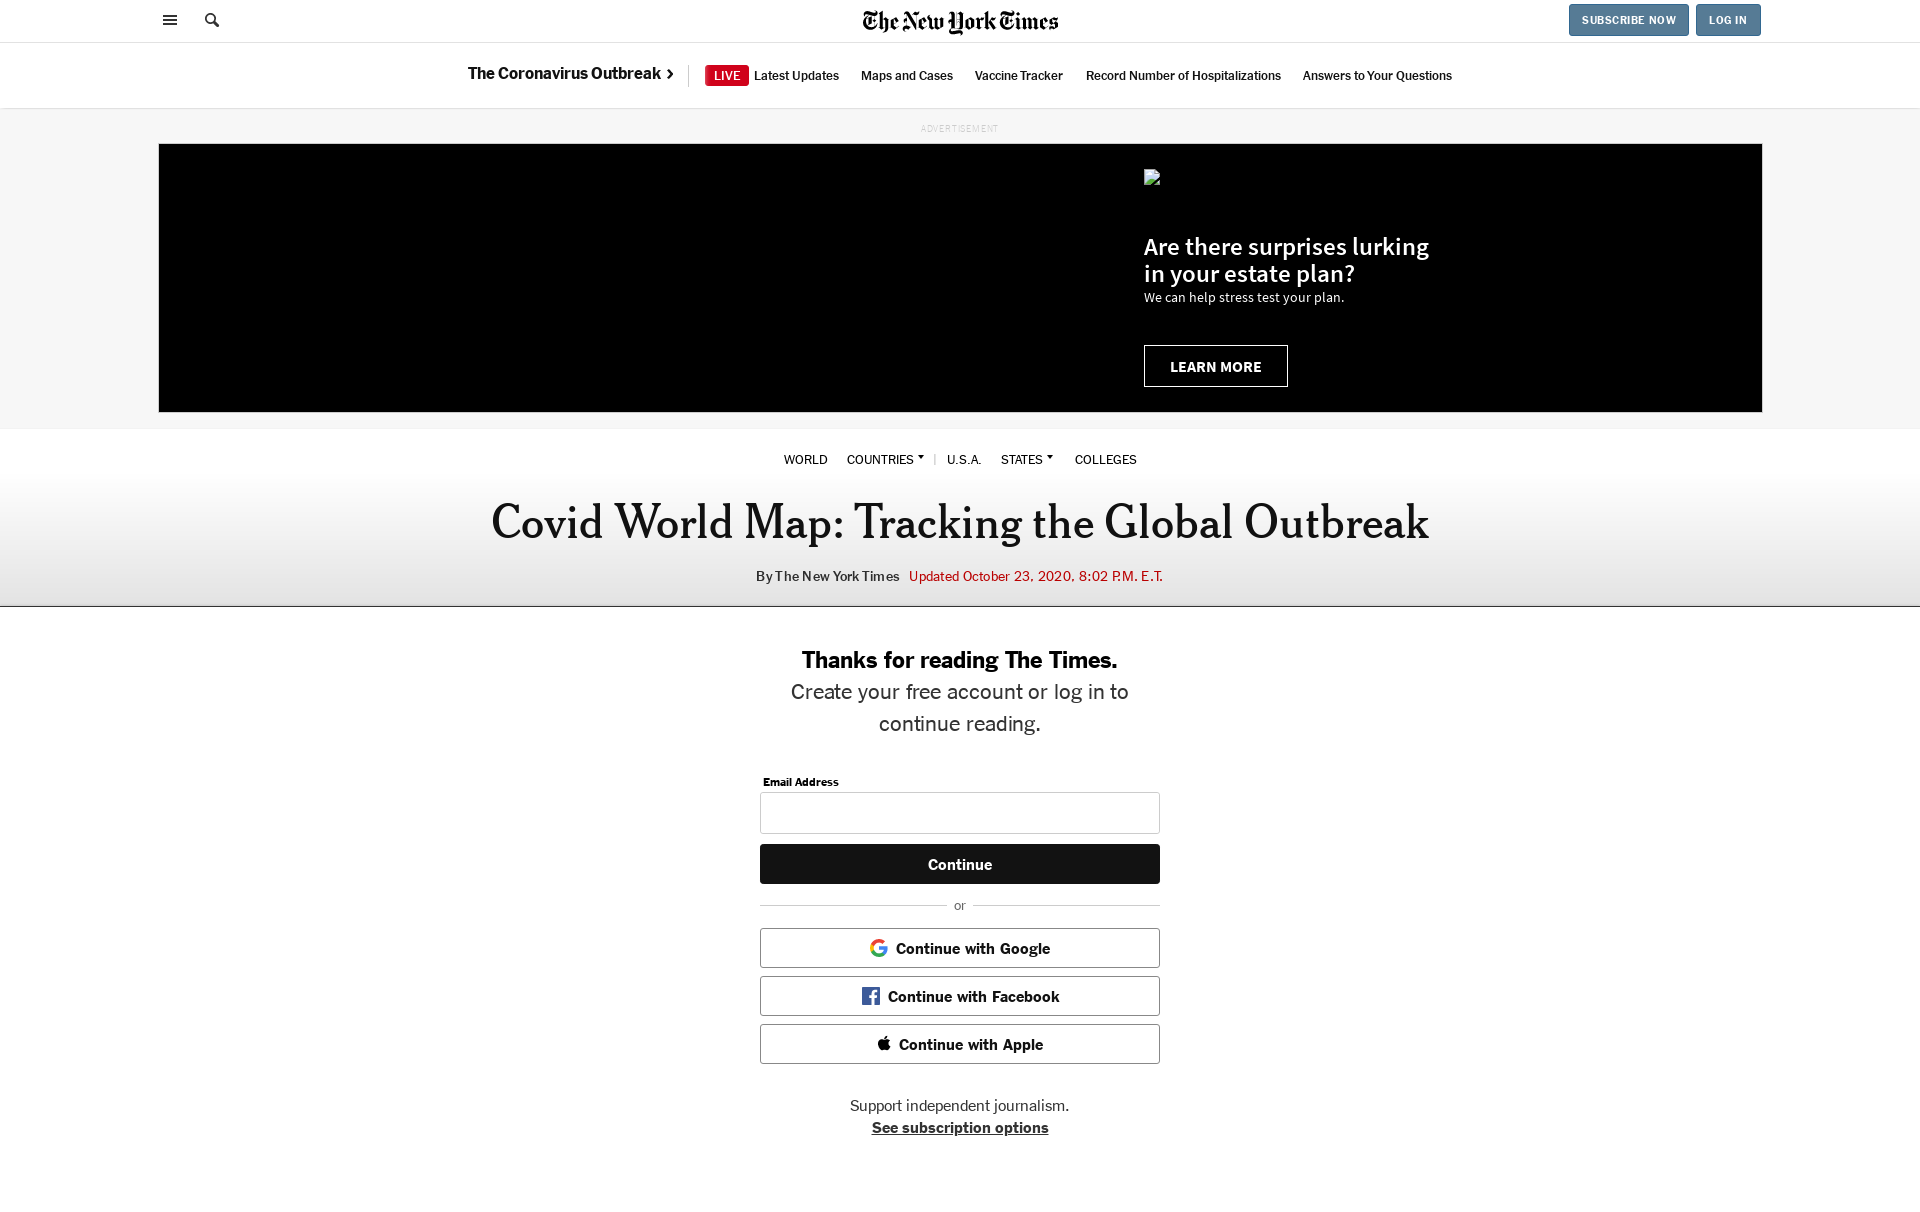 The New York Times
SUBSCRIBE NOW
LOG IN
The Coronavirus Outbreak
LIVE Latest Updates
Maps and Cases
Vaccine Tracker
Record Number of Hospitalizations
Answers to Your Questions
ADVERTISEMENT
Are there surprises lurking
in your estate plan?
We can help stress test your plan.
LEARN MORE
WORLD
COUNTRIES
U.S.A.
STATES
COLLEGES
Covid World Map: Tracking the Global Outbreak
By The New York Times Updated October 23, 2020, 8:02 P.M. E.T.
Thanks for reading The Times.
Create your free account or log in to
continue reading.
Email Address
Continue
or
Continue with Google
Continue with Facebook
Continue with Apple
Support independent journalism.
See subscription options